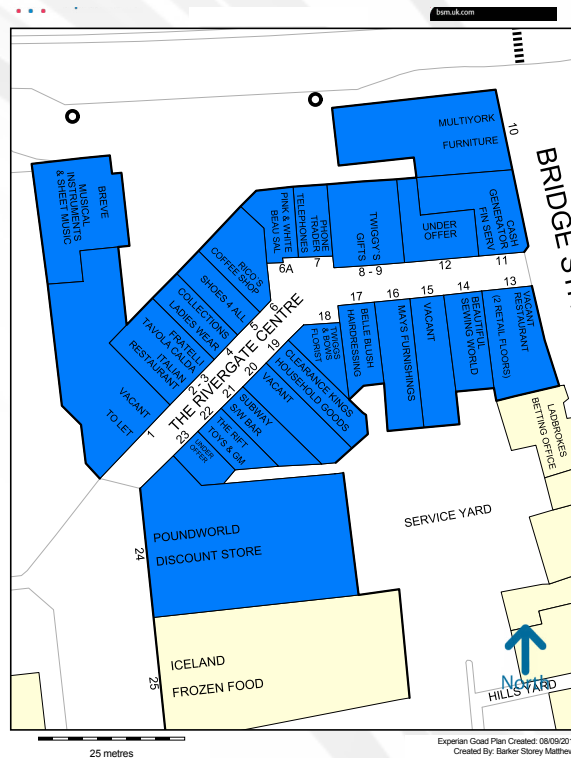 bsm.uk.com
MULTIYORK
FURNITURE
10
BRIDGE
BREVE
MUSICAL
INSTRUMENTS
& SHEET MUSIC
PINK & WHITE
BEAU SAL
6A
PHONE
TRADER
TELEPHONES
7
TWIGGY'S
GIFTS
8 - 9
UNDER
OFFER
12
CASH
GENERATOR
FIN SERV
11
RICO'S
COFFEE SHOP
6
SHOES 4 ALL
5
COLLECTIONS
LADIES WEAR
4
FRATELLI
TAVOLA CALDA
ITALIAN
RESTAURANT
2 - 3
VACANT
TO LET
1
THE RIVERGATE CENTRE
13
VACANT
RESTAURANT
(2 RETAIL FLOORS)
14
BEAUTIFUL
SEWING WORLD
15
VACANT
16
MAYS FURNISHINGS
17
BELLE BLUSH
HAIRDRESSING
18
TWIGGS
& BOWS
FLORIST
19
CLEARANCE KINGS
HOUSEHOLD GOODS
20
VACANT
21
SUBWAY
S/W BAR
22
THE RIFT
TOYS & GM
23
UNDER
OFFER
LADBROKES
BETTING OFFICE
SERVICE YARD
24
POUNDWORLD
DISCOUNT STORE
25
ICELAND
FROZEN FOOD
North
HILLS YARD
25 metres
Experian Goad Plan Created: 08/09/201
Created By: Barker Storey Matthew